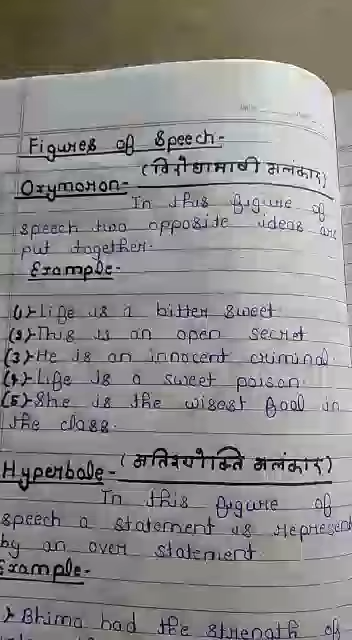 Figures of Speech-
(विरोधाभाषी अलंकार)
Oxymoron-
In this figure of
speech two opposite ideas are
put together.
Example-
(1) Life is a bitter sweet
(2) This is an open secret
(3) He is an innocent criminal.
(4) Life is a sweet poison.
(5) She is the wisest fool in
the class.
Hyperbole- (अतिश्योक्ति अलंकार)
In this figure of
speech a statement is represent
by an over statement.
Example-
Bhima had the strength of